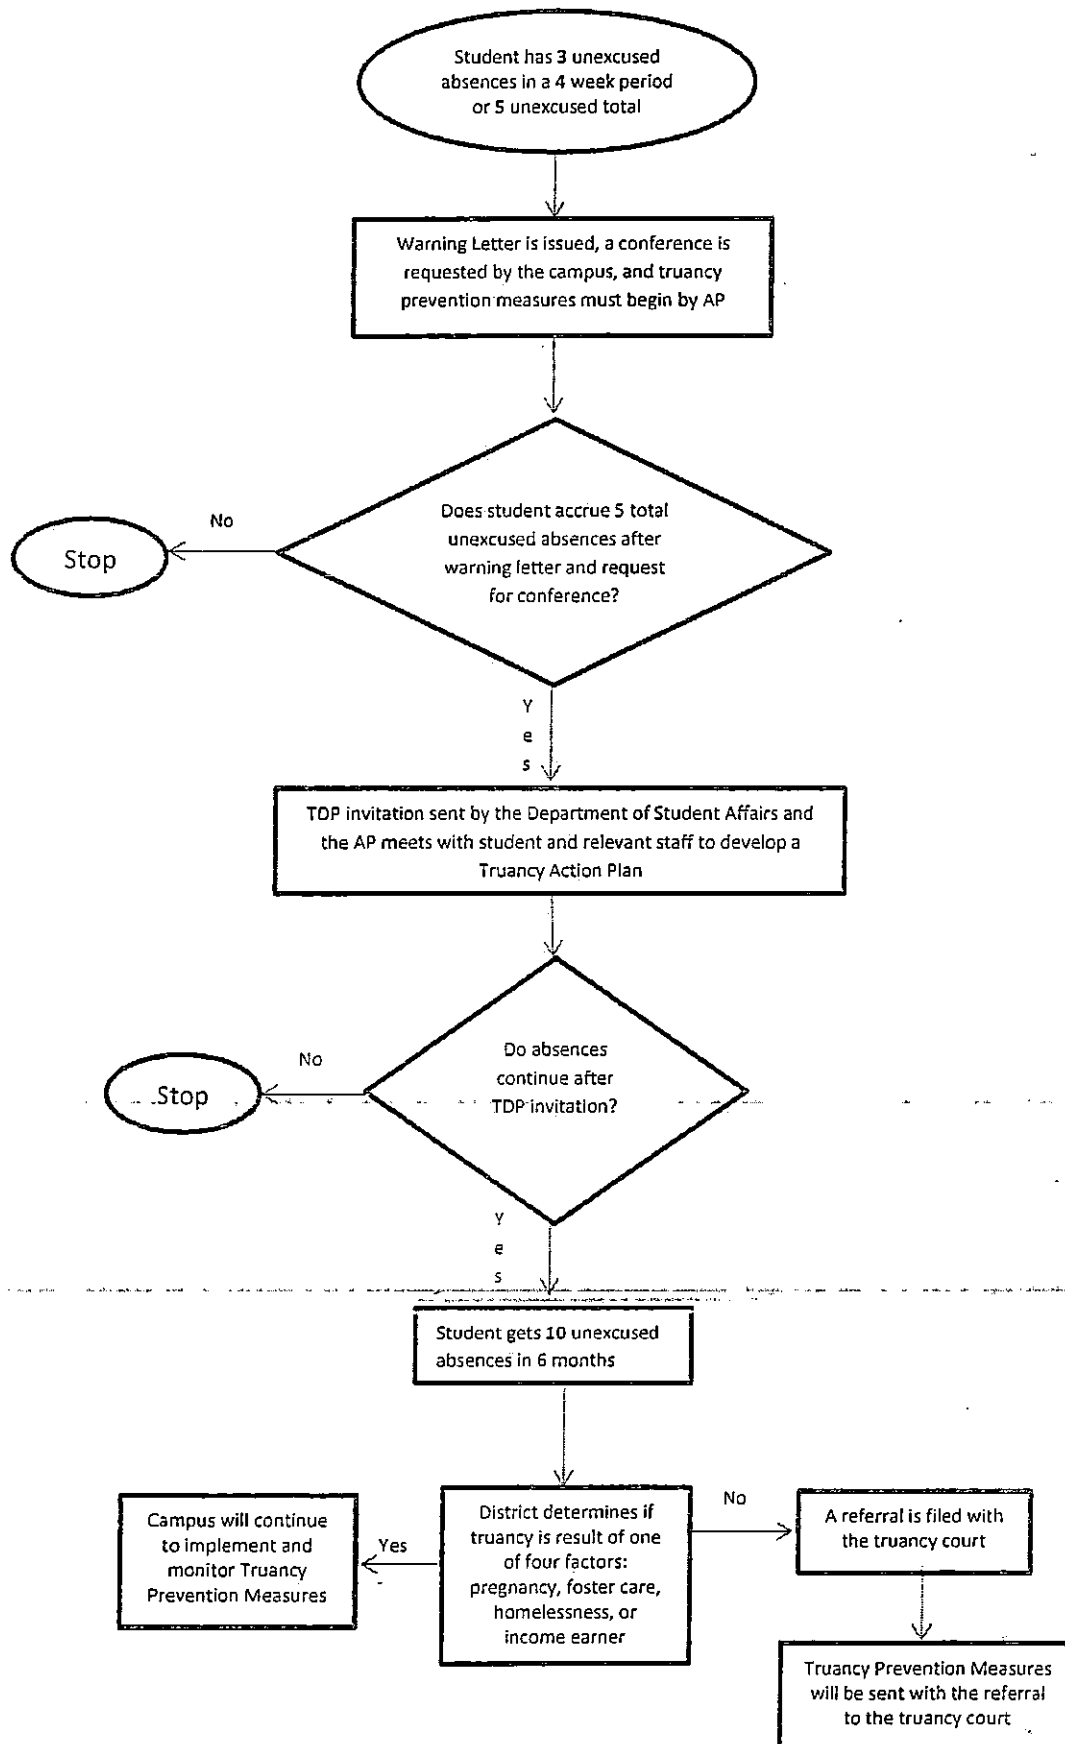 Student has 3 unexcused
absences in a 4 week period
or 5 unexcused total
Warning Letter is issued, a conference is
requested by the campus, and truancy
prevention measures must begin by AP
Does student accrue 5 total
unexcused absences after
warning letter and request
for conference?
No
Stop
Y
e
s
TDP invitation sent by the Department of Student Affairs and
the AP meets with student and relevant staff to develop a
Truancy Action Plan
Do absences
continue after
TDP invitation?
No
Stop
Y
e
s
Student gets 10 unexcused
absences in 6 months
District determines if
truancy is result of one
of four factors:
pregnancy, foster care,
homelessness, or
income earner
Yes
Campus will continue
to implement and
monitor Truancy
Prevention Measures
No
A referral is filed with
the truancy court
Truancy Prevention Measures
will be sent with the referral
to the truancy court